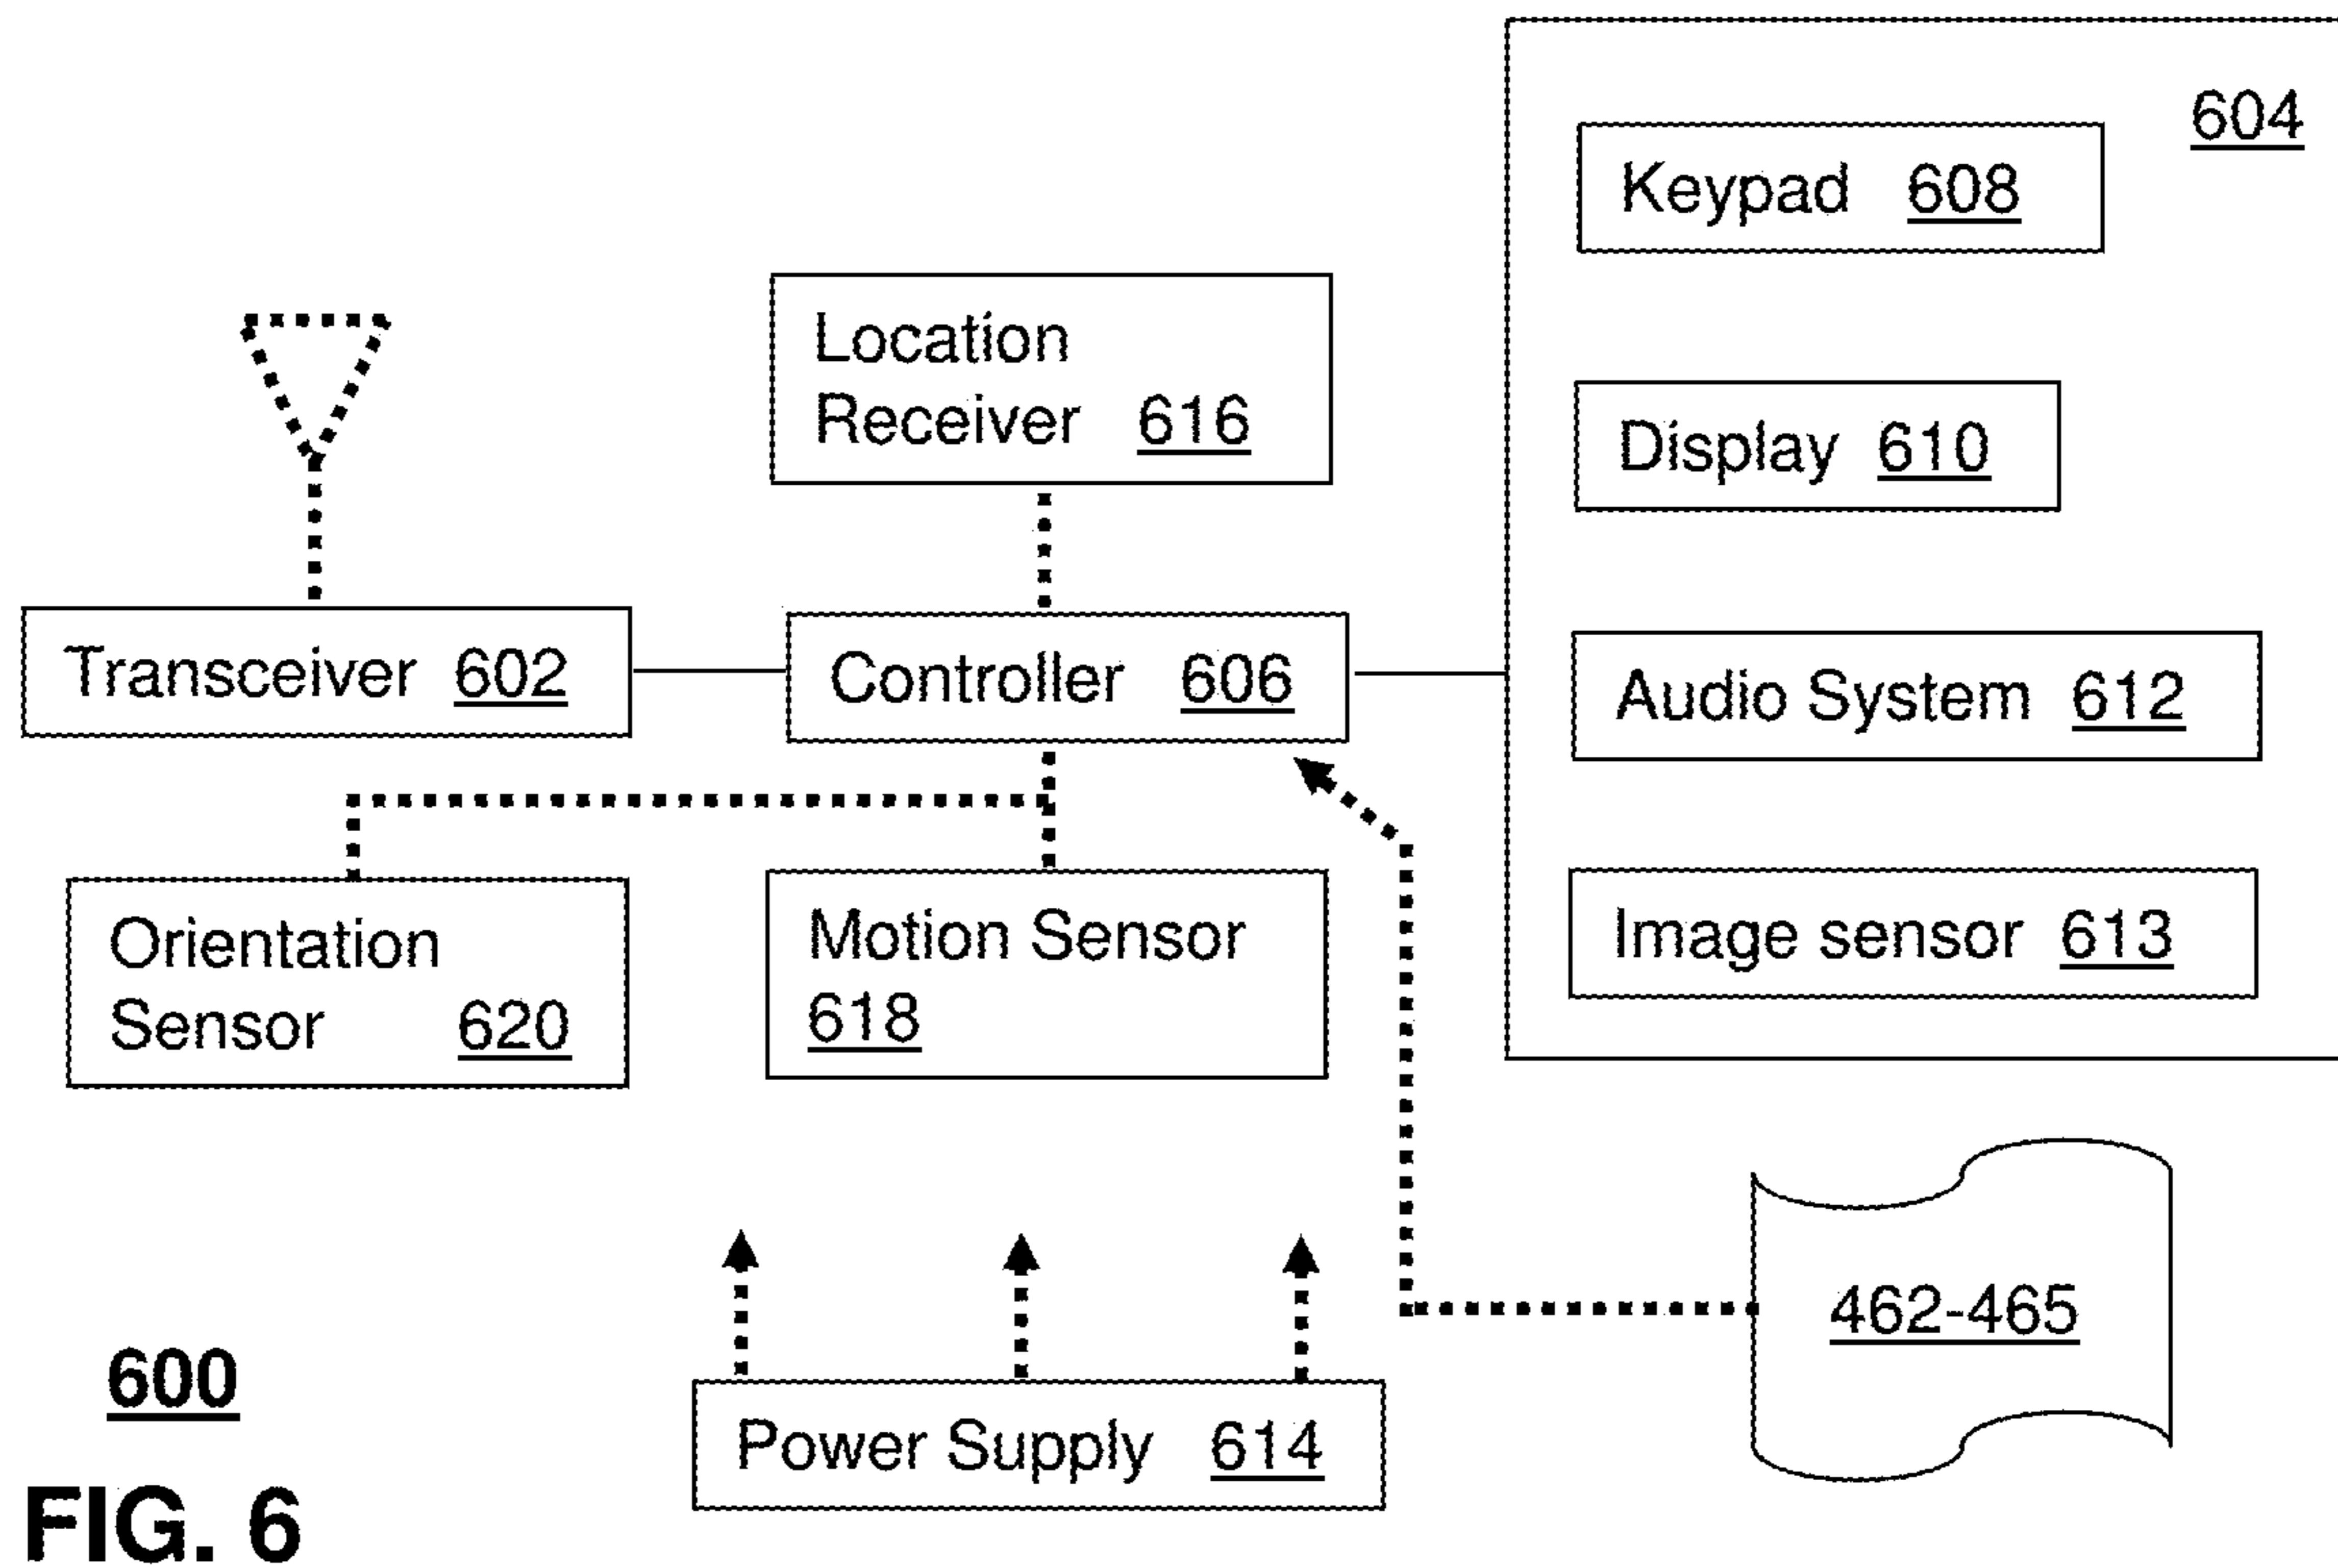 604
Keypad 608
Location
Receiver 616
Display 610
Transceiver 602
Controller 606
Audio System 612
Orientation
Sensor 620
Motion Sensor
618
Image sensor 613
462-465
600
Power Supply 614
FIG. 6